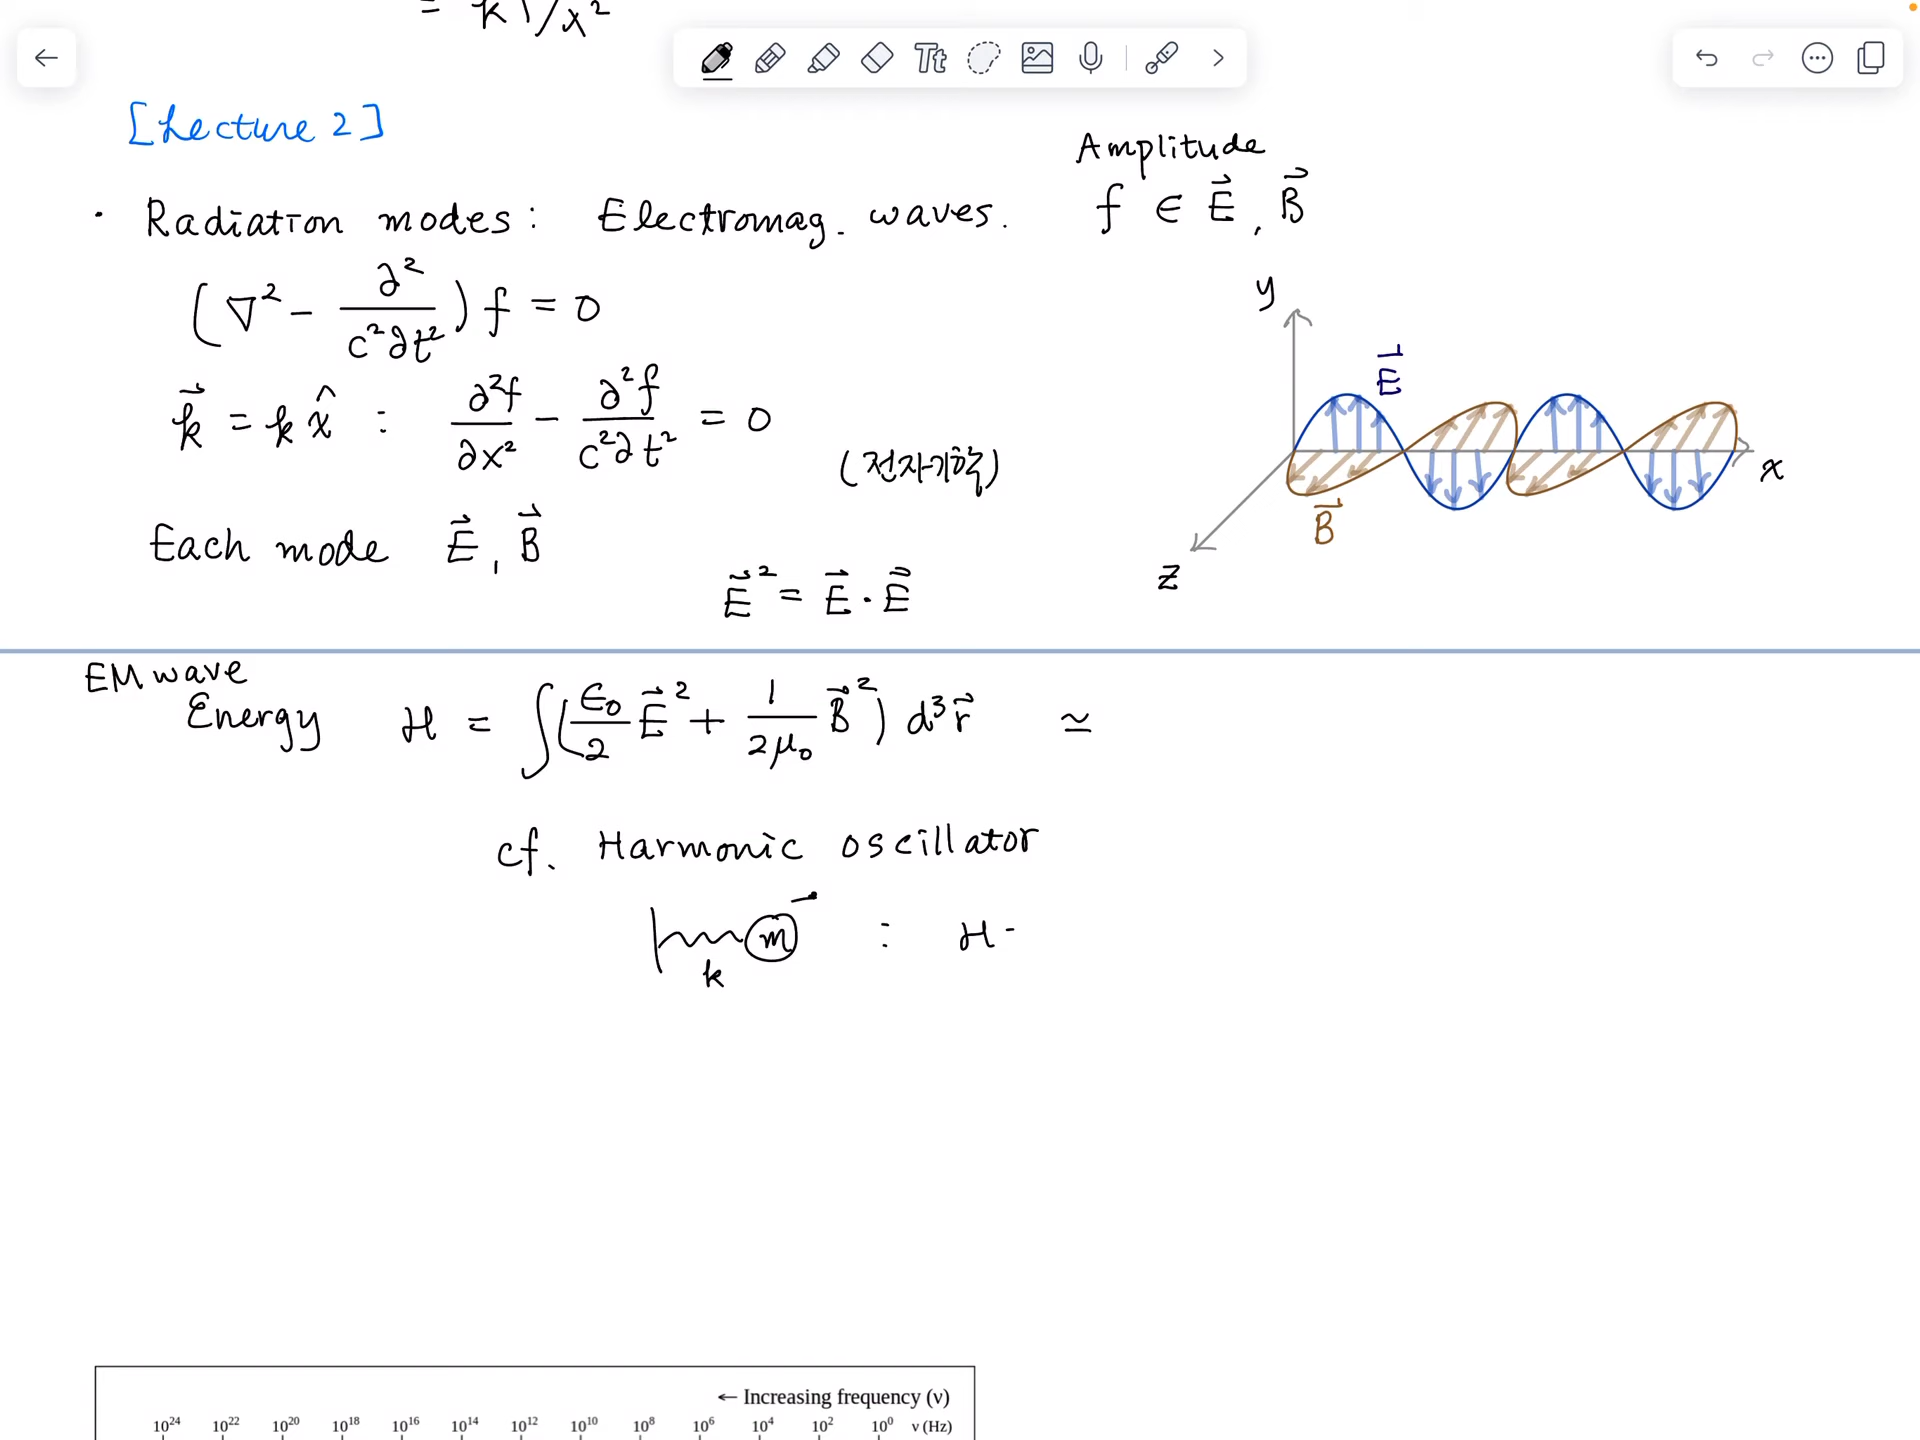 = k 1/x²
[Lecture 2]
Amplitude
· Radiation modes : Electromag. waves. f ∈ E⃗, B⃗
(∇² - ∂²/c²∂t²) f = 0
k⃗ = k x̂ : ∂²f/∂x² - ∂²f/c²∂t² = 0
(전자기학)
Each mode E⃗, B⃗
E⃗² = E⃗ · E⃗
y
E⃗
x
B⃗
z
EM wave
Energy H = ∫(ε₀/2 E⃗² + 1/2μ₀ B⃗²) d³r⃗ ≃
cf. Harmonic oscillator
m : H -
k
← Increasing frequency (ν)
10²⁴ 10²² 10²⁰ 10¹⁸ 10¹⁶ 10¹⁴ 10¹² 10¹⁰ 10⁸ 10⁶ 10⁴ 10² 10⁰ ν (Hz)